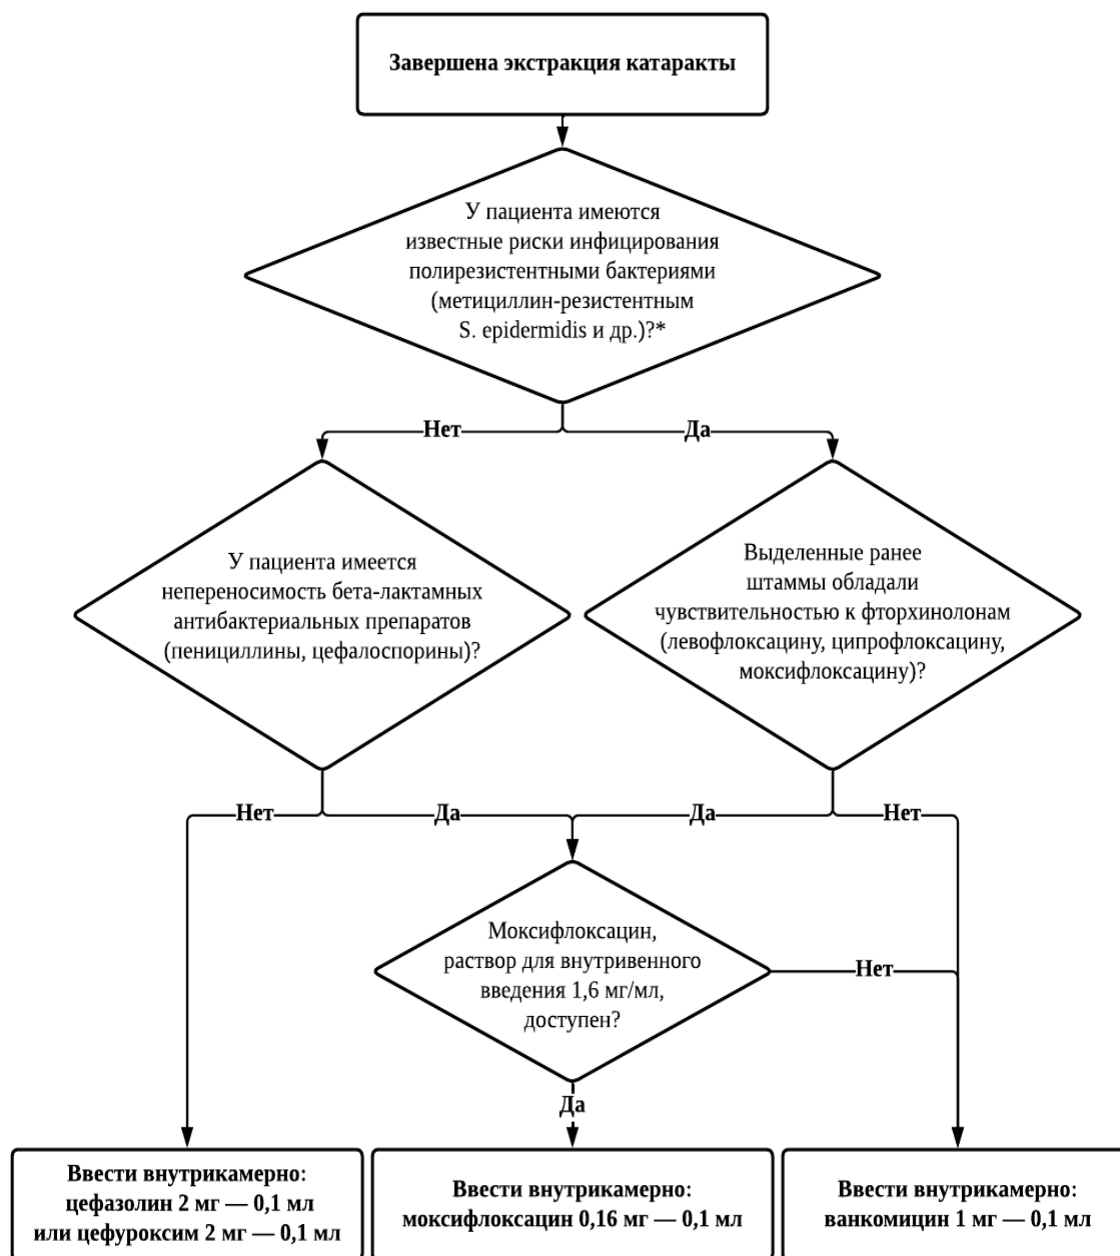 Завершена экстракция катаракты
У пациента имеются
известные риски инфицирования
полирезистентными бактериями
(метициллин-резистентным
S. epidermidis и др.)?*
Нет
Да
У пациента имеется
непереносимость бета-лактамных
антибактериальных препаратов
(пенициллины, цефалоспорины)?
Выделенные ранее
штаммы обладали
чувствительностью к фторхинолонам
(левофлоксацину, ципрофлоксацину,
моксифлоксацину)?
Нет
Да
Да
Нет
Моксифлоксацин,
раствор для внутривенного
введения 1,6 мг/мл,
доступен?
Нет
Да
Ввести внутрикамерно:
цефазолин 2 мг — 0,1 мл
или цефуроксим 2 мг — 0,1 мл
Ввести внутрикамерно:
моксифлоксацин 0,16 мг — 0,1 мл
Ввести внутрикамерно:
ванкомицин 1 мг — 0,1 мл